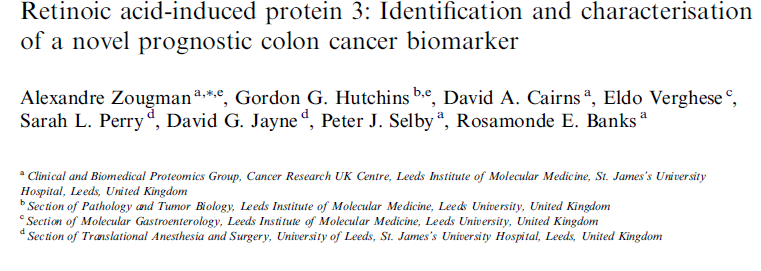 Retinoic acid-induced protein 3: Identification and characterisation
of a novel prognostic colon cancer biomarker
Alexandre Zougman a,*,e, Gordon G. Hutchins b,e, David A. Cairns a, Eldo Verghese c,
Sarah L. Perry d, David G. Jayne d, Peter J. Selby a, Rosamonde E. Banks a
a Clinical and Biomedical Proteomics Group, Cancer Research UK Centre, Leeds Institute of Molecular Medicine, St. James's University
Hospital, Leeds, United Kingdom
b Section of Pathology and Tumor Biology, Leeds Institute of Molecular Medicine, Leeds University, United Kingdom
c Section of Molecular Gastroenterology, Leeds Institute of Molecular Medicine, Leeds University, United Kingdom
d Section of Translational Anesthesia and Surgery, University of Leeds, St. James's University Hospital, Leeds, United Kingdom